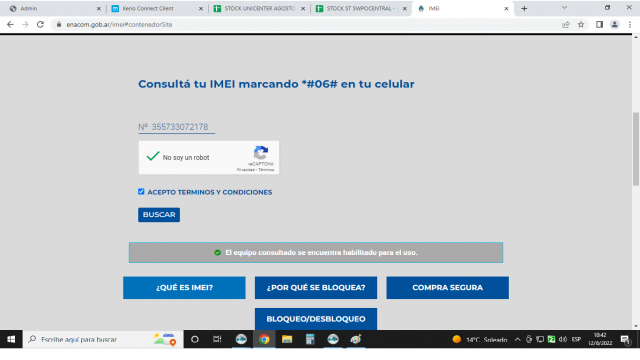 Admin
Kerio Connect Client
STOCK UNICENTER AGOSTO
STOCK ST SWPOCENTRAL -
IMEI
enacom.gob.ar/imei#contenedorSite
Consultá tu IMEI marcando *#06# en tu celular
Nº 355733072178
No soy un robot
reCAPTCHA
Privacidad - Términos
ACEPTO TERMINOS Y CONDICIONES
BUSCAR
El equipo consultado se encuentra habilitado para el uso.
¿QUÉ ES IMEI?
¿POR QUÉ SE BLOQUEA?
COMPRA SEGURA
BLOQUEO/DESBLOQUEO
Escribe aquí para buscar
14°C Soleado
ESP
10:42
12/8/2022